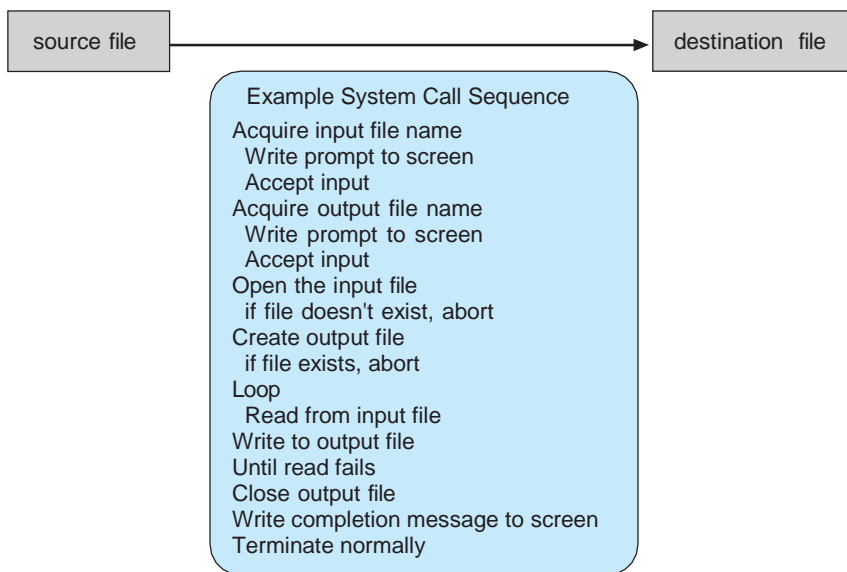 source file
destination file
Example System Call Sequence
Acquire input file name
Write prompt to screen
Accept input
Acquire output file name
Write prompt to screen
Accept input
Open the input file
if file doesn't exist, abort
Create output file
if file exists, abort
Loop
Read from input file
Write to output file
Until read fails
Close output file
Write completion message to screen
Terminate normally